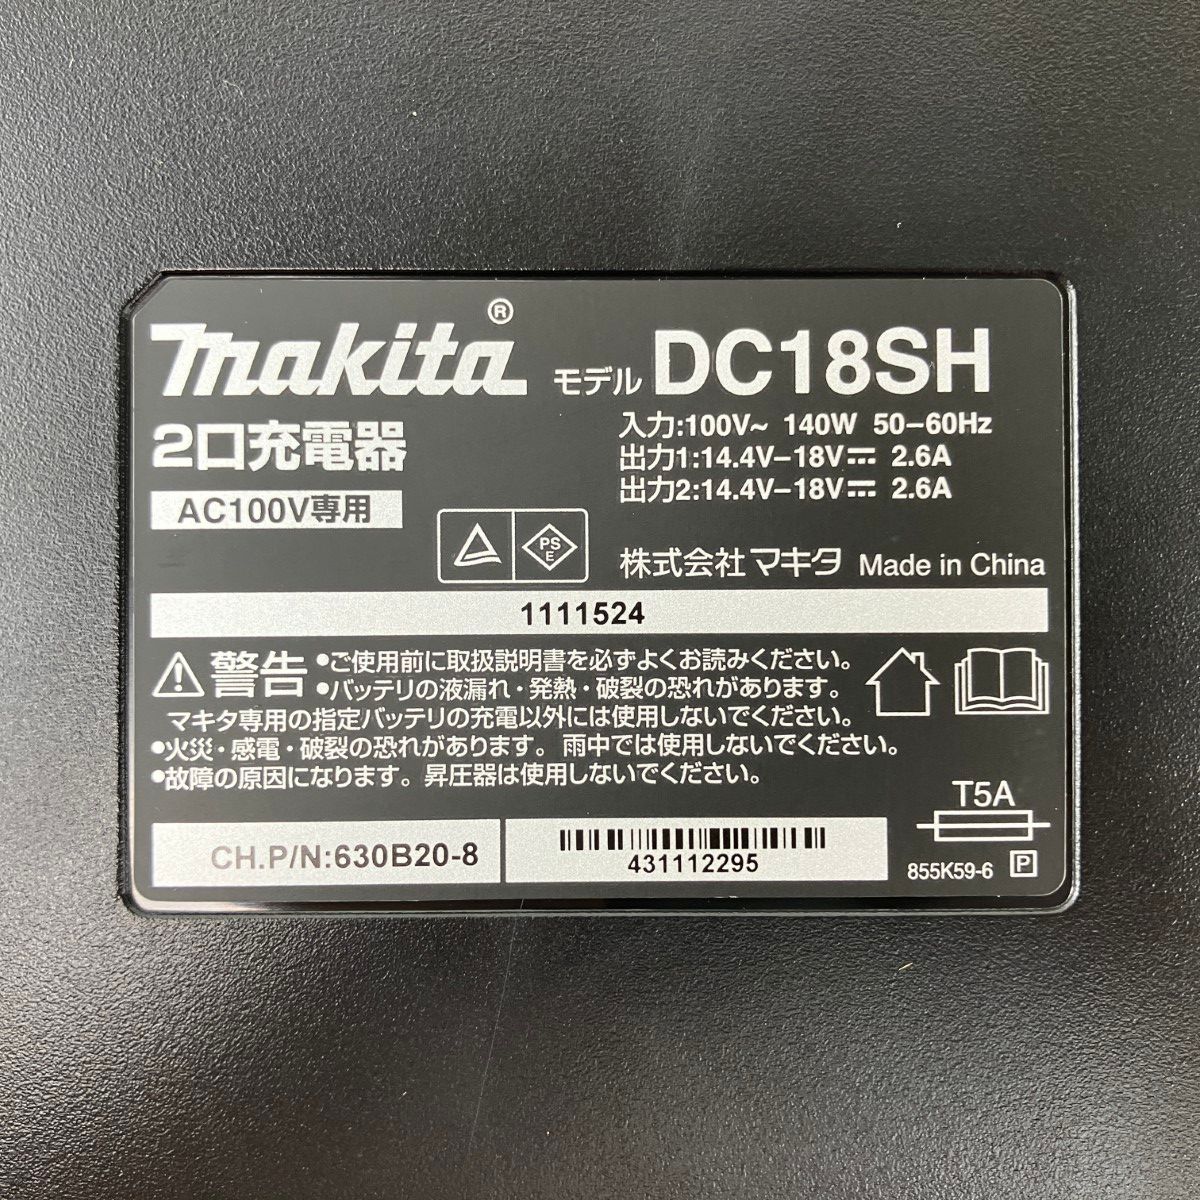 makita®
モデル DC18SH
2口充電器
AC100V専用
入力:100V~ 140W 50–60Hz
出力1:14.4V–18V⎓ 2.6A
出力2:14.4V–18V⎓ 2.6A
PS
E
株式会社マキタ Made in China
1111524
⚠警告 •ご使用前に取扱説明書を必ずよくお読みください。
•バッテリの液漏れ・発熱・破裂の恐れがあります。
マキタ専用の指定バッテリの充電以外には使用しないでください。
•火災・感電・破裂の恐れがあります。雨中では使用しないでください。
•故障の原因になります。昇圧器は使用しないでください。
T5A
CH.P/N:630B20-8
431112295
855K59-6 P